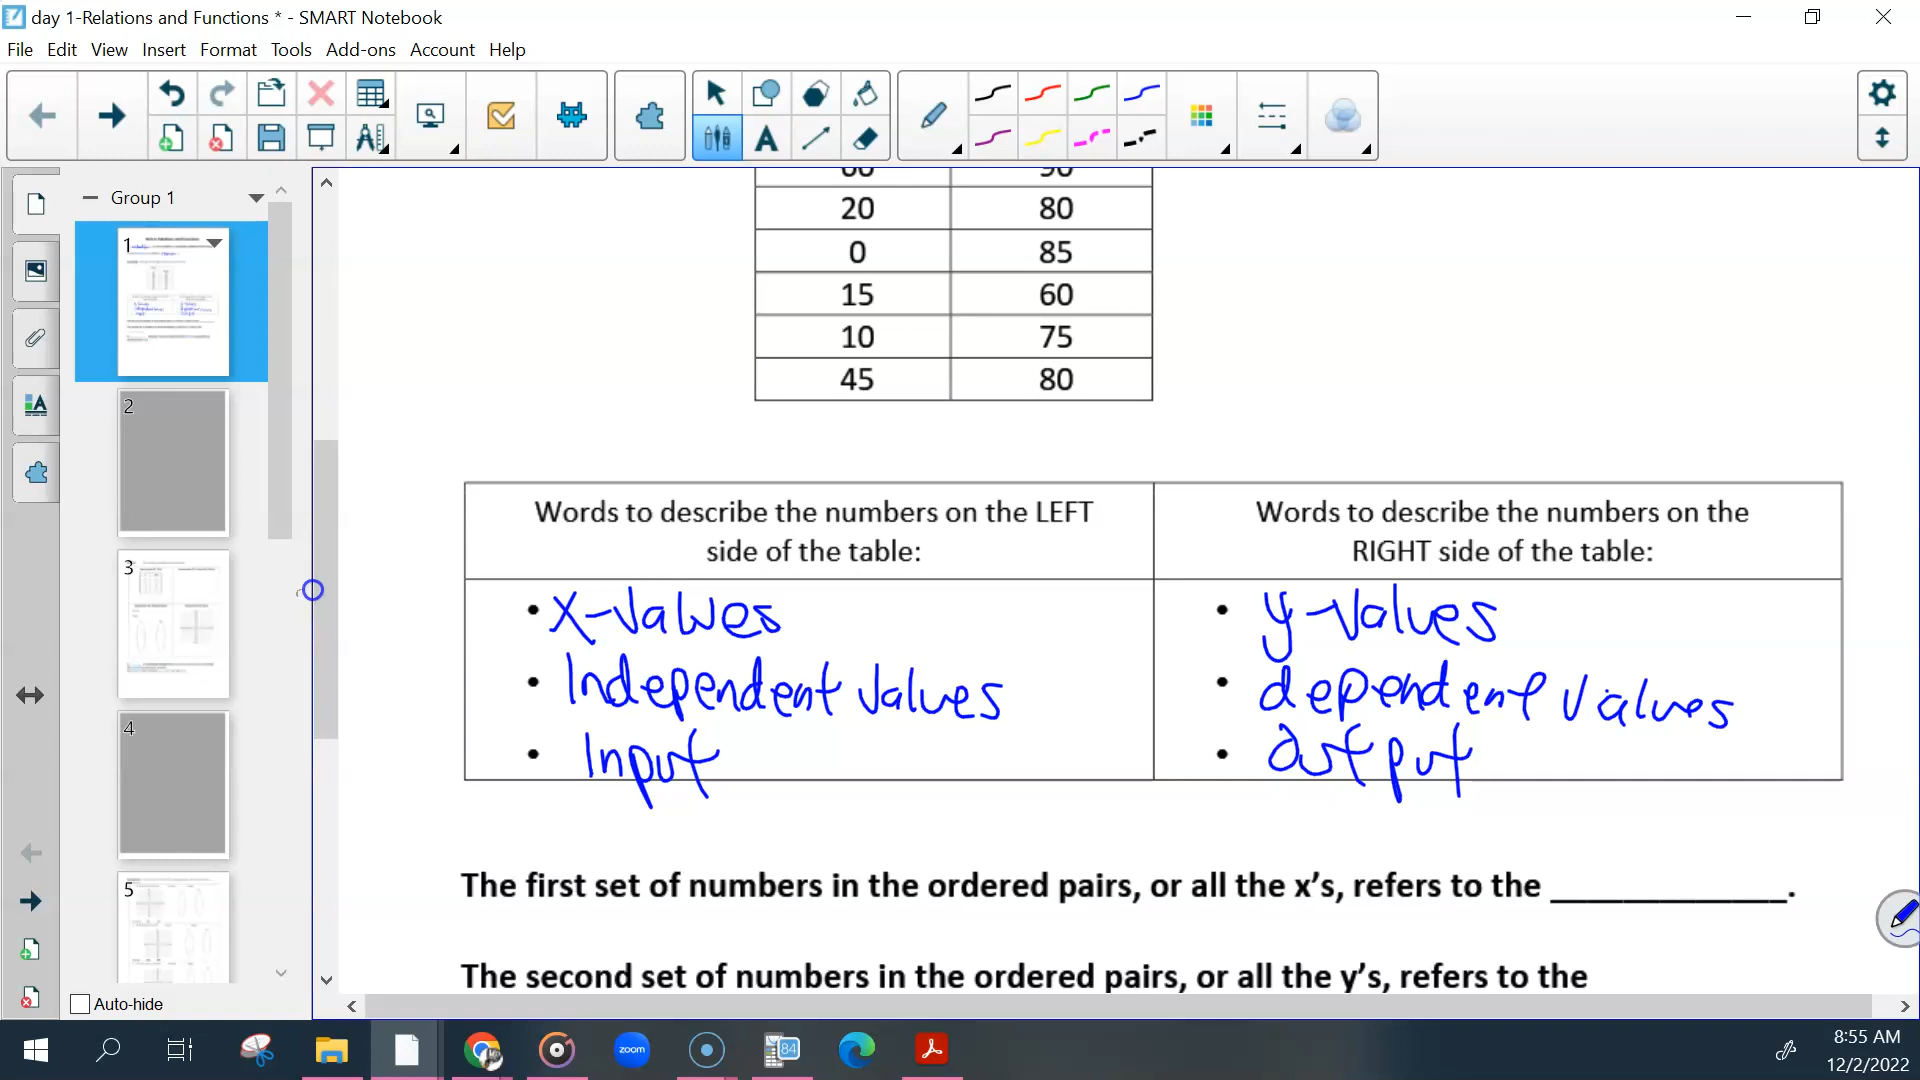 day 1-Relations and Functions * - SMART Notebook
File Edit View Insert Format Tools Add-ons Account Help
Group 1
1
2
3
4
5
Auto-hide
20 80
0 85
15 60
10 75
45 80
Words to describe the numbers on the LEFT side of the table:
Words to describe the numbers on the RIGHT side of the table:
• x-values
• Independent values
• Input
• y-values
• dependent values
• Output
The first set of numbers in the ordered pairs, or all the x's, refers to the _____________.
The second set of numbers in the ordered pairs, or all the y's, refers to the
zoom
84
8:55 AM
12/2/2022